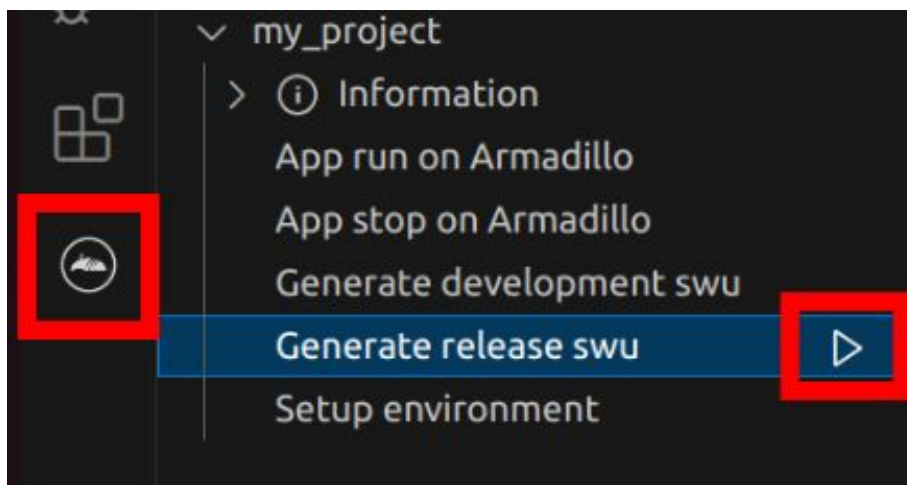 my_project
Information
App run on Armadillo
App stop on Armadillo
Generate development swu
Generate release swu
Setup environment